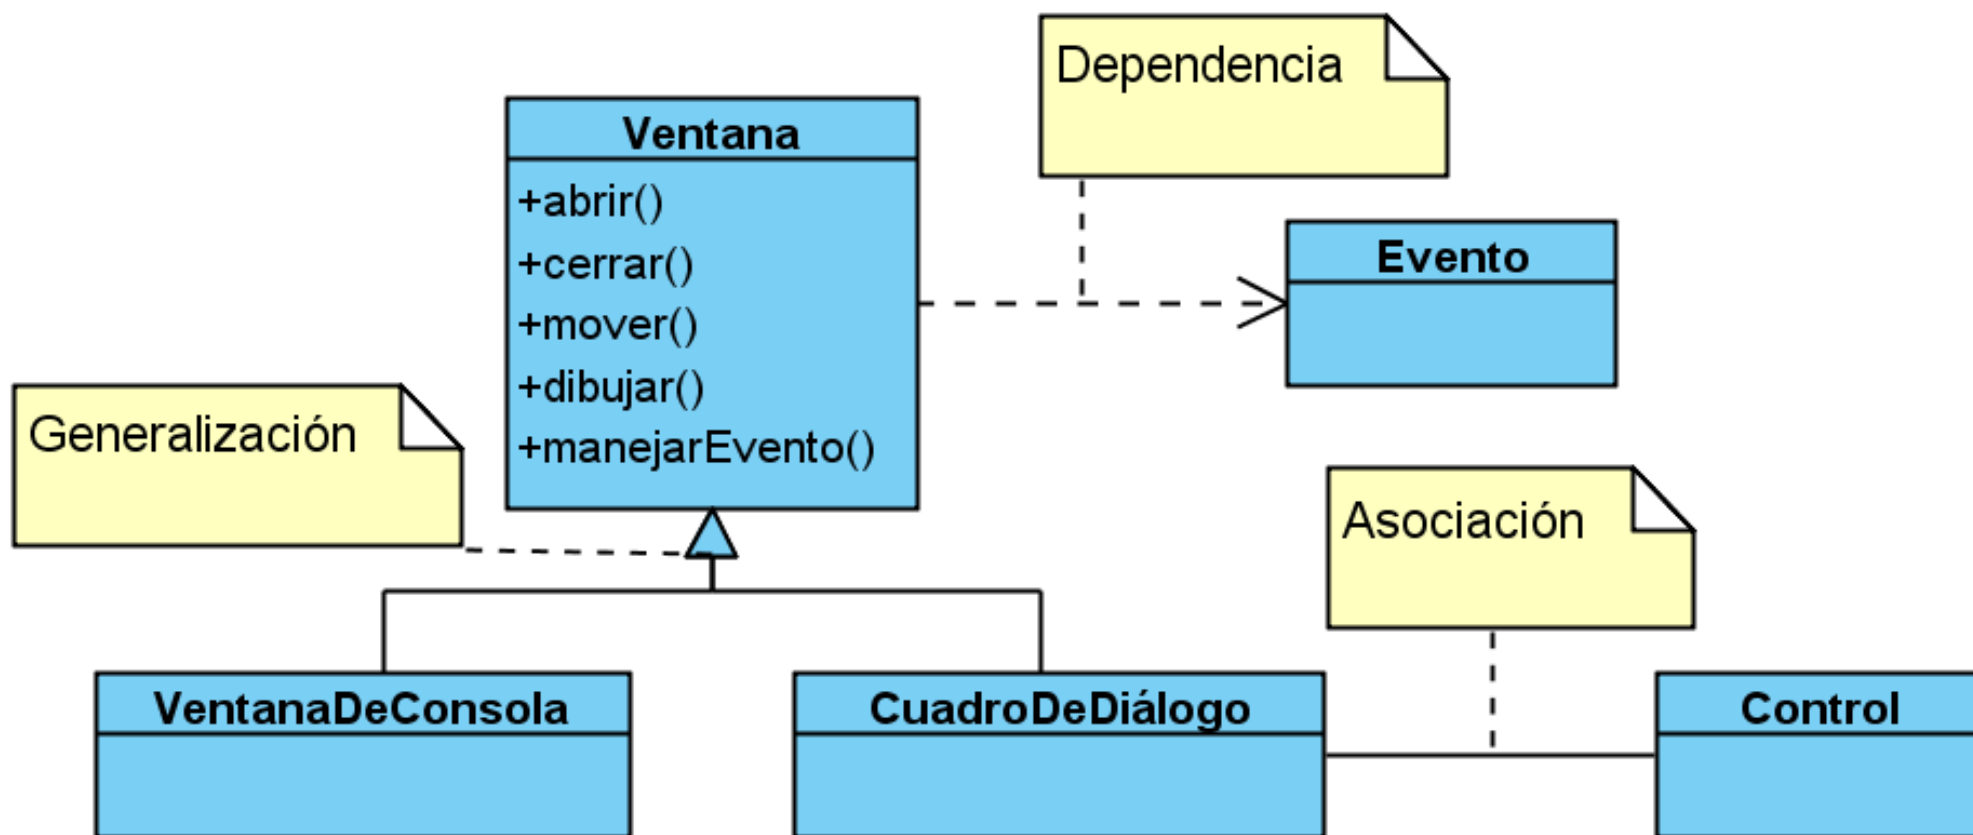 Dependencia
Ventana
+abrir()
+cerrar()
+mover()
+dibujar()
+manejarEvento()
Evento
Generalización
Asociación
VentanaDeConsola
CuadroDeDiálogo
Control